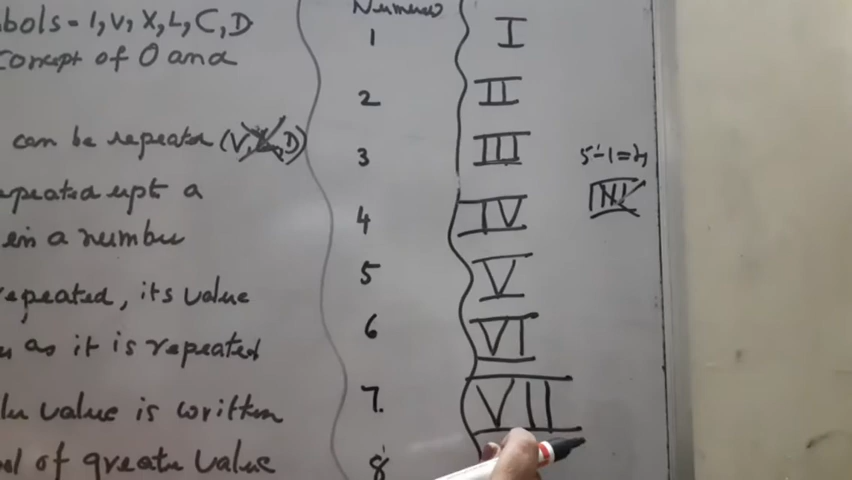 bols = I, V, X, L, C, D
concept of 0 and
can be repeated (V, L, D)
repeated upt a
in a number
repeated, its value
as it is repeated
value is written
of greater value
1 I
2 II
3 III
4 IV
5 V
6 VI
7. VII
8
5-1=4
IIII